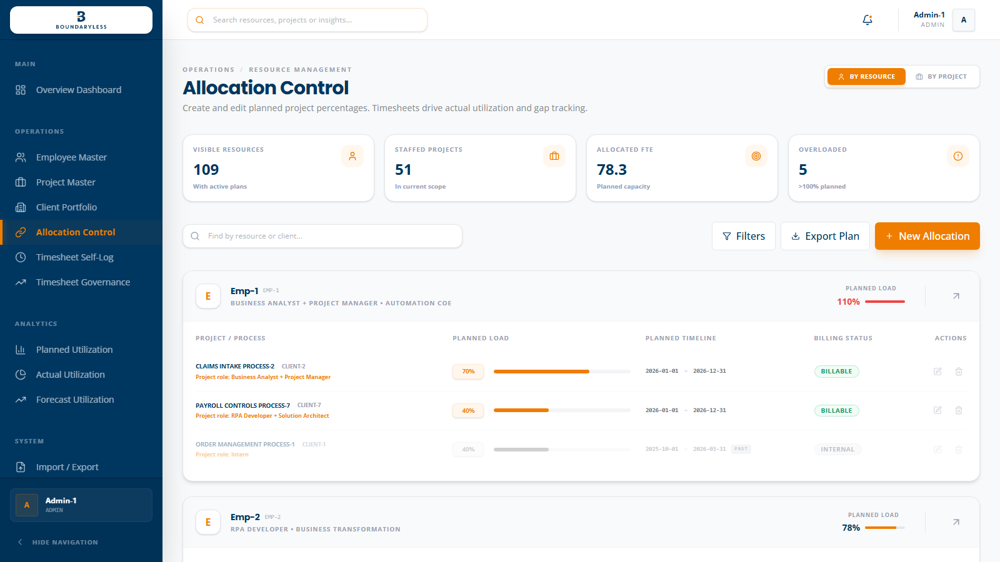 B
BOUNDARYLESS
Search resources, projects or insights...
Admin-1
ADMIN
A
MAIN
Overview Dashboard
OPERATIONS
Employee Master
Project Master
Client Portfolio
Allocation Control
Timesheet Self-Log
Timesheet Governance
ANALYTICS
Planned Utilization
Actual Utilization
Forecast Utilization
SYSTEM
Import / Export
A
Admin-1
ADMIN
HIDE NAVIGATION
OPERATIONS / RESOURCE MANAGEMENT
Allocation Control
Create and edit planned project percentages. Timesheets drive actual utilization and gap tracking.
BY RESOURCE
BY PROJECT
VISIBLE RESOURCES
109
With active plans
STAFFED PROJECTS
51
In current scope
ALLOCATED FTE
78.3
Planned capacity
OVERLOADED
5
>100% planned
Find by resource or client...
Filters
Export Plan
New Allocation
E
Emp-1 EMP-1
BUSINESS ANALYST + PROJECT MANAGER • AUTOMATION COE
PLANNED LOAD
110%
PROJECT / PROCESS PLANNED LOAD PLANNED TIMELINE BILLING STATUS ACTIONS
CLAIMS INTAKE PROCESS-2 CLIENT-2
Project role: Business Analyst + Project Manager
70% 2026-01-01 → 2026-12-31 BILLABLE
PAYROLL CONTROLS PROCESS-7 CLIENT-7
Project role: RPA Developer + Solution Architect
40% 2026-01-01 → 2026-12-31 BILLABLE
ORDER MANAGEMENT PROCESS-1 CLIENT-1
Project role: Intern
40% 2025-10-01 → 2026-03-31 PAST INTERNAL
E
Emp-2 EMP-2
RPA DEVELOPER • BUSINESS TRANSFORMATION
PLANNED LOAD
78%